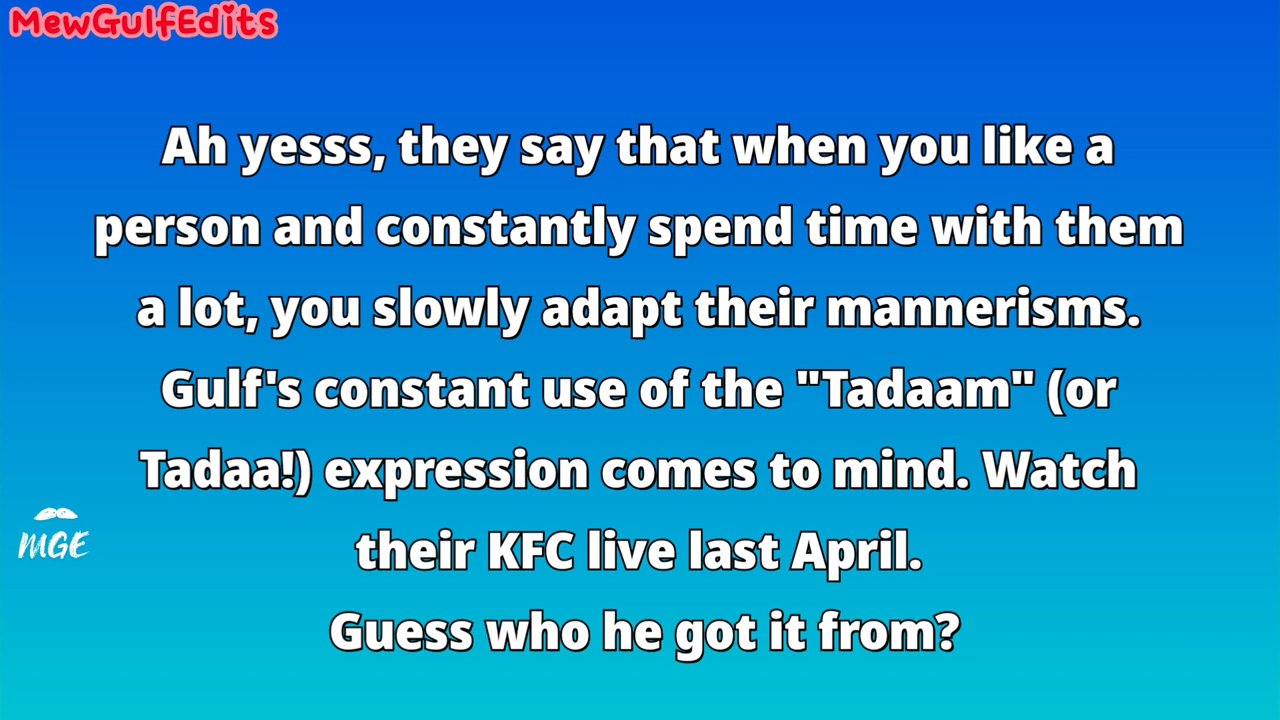 MewGulfEdits
Ah yesss, they say that when you like a
person and constantly spend time with them
a lot, you slowly adapt their mannerisms.
Gulf's constant use of the "Tadaam" (or
Tadaa!) expression comes to mind. Watch
their KFC live last April.
Guess who he got it from?
MGE